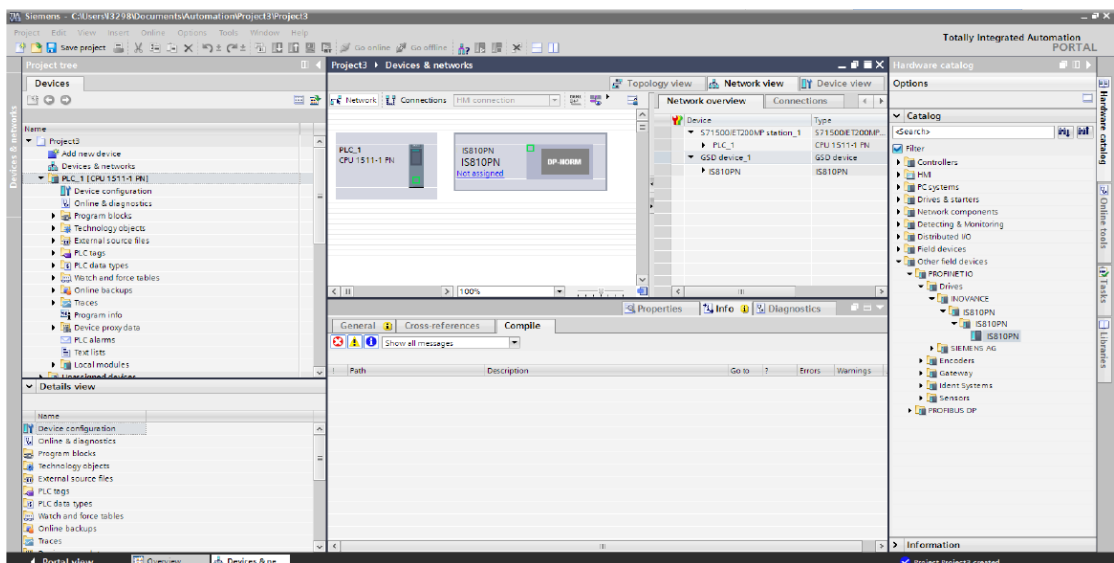 Siemens - C:\Users\I3298\Documents\Automation\Project3\Project3
Project Edit View Insert Online Options Tools Window Help
Totally Integrated Automation
PORTAL
Save project
Go online
Go offline
Project tree
Devices
Name
Project3
Add new device
Devices & networks
PLC_1 [CPU 1511-1 PN]
Device configuration
Online & diagnostics
Program blocks
Technology objects
External source files
PLC tags
PLC data types
Watch and force tables
Online backups
Traces
Program info
Device proxy data
PLC alarms
Text lists
Local modules
Unassigned devices
Details view
Name
Device configuration
Online & diagnostics
Program blocks
Technology objects
External source files
PLC tags
PLC data types
Watch and force tables
Online backups
Traces
Devices & networks
Project3 Devices & networks
Topology view
Network view
Device view
Network
Connections
HMI connection
PLC_1
CPU 1511-1 PN
IS810PN
IS810PN
Not assigned
DP-NORM
100%
Network overview
Connections
Device
Type
S71500/ET200MP station_1
S71500/ET200MP...
PLC_1
CPU 1511-1 PN
GSD device_1
GSD device
IS810PN
IS810PN
Properties
Info
Diagnostics
General
Cross-references
Compile
Show all messages
! Path
Description
Go to
?
Errors
Warnings
Hardware catalog
Options
Catalog
<Search>
Filter
Controllers
HMI
PC systems
Drives & starters
Network components
Detecting & Monitoring
Distributed I/O
Field devices
Other field devices
PROFINET IO
Drives
INOVANCE
IS810PN
IS810PN
IS810PN
SIEMENS AG
Encoders
Gateway
Ident Systems
Sensors
PROFIBUS DP
Information
Hardware catalog
Online tools
Tasks
Libraries
Portal view
Overview
Devices & ne...
Project Project3 created.